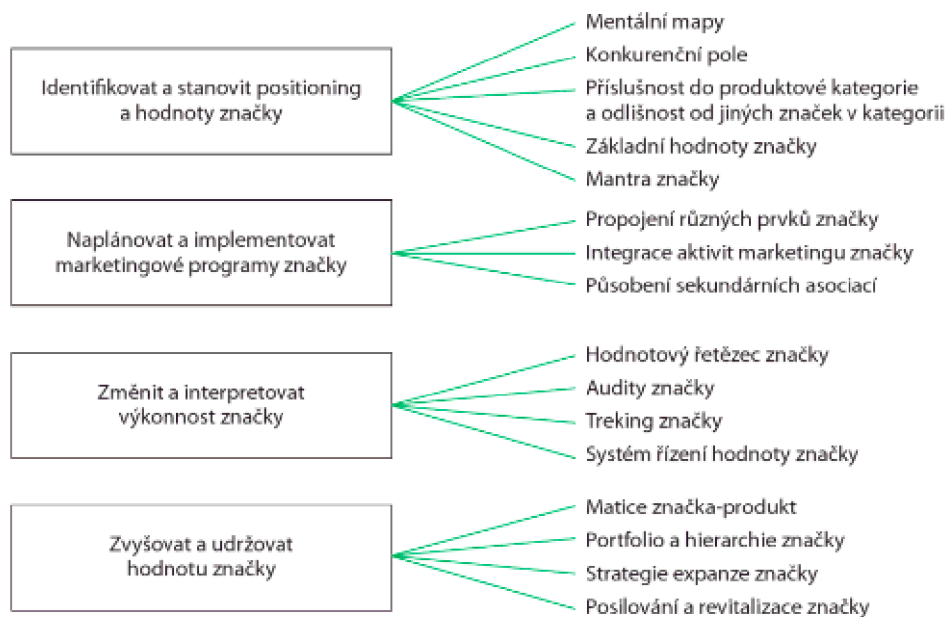 Identifikovat a stanovit positioning
a hodnoty značky
Mentální mapy
Konkurenční pole
Příslušnost do produktové kategorie
a odlišnost od jiných značek v kategorii
Základní hodnoty značky
Mantra značky
Naplánovat a implementovat
marketingové programy značky
Propojení různých prvků značky
Integrace aktivit marketingu značky
Působení sekundárních asociací
Změnit a interpretovat
výkonnost značky
Hodnotový řetězec značky
Audity značky
Treking značky
Systém řízení hodnoty značky
Zvyšovat a udržovat
hodnotu značky
Matice značka-produkt
Portfolio a hierarchie značky
Strategie expanze značky
Posilování a revitalizace značky